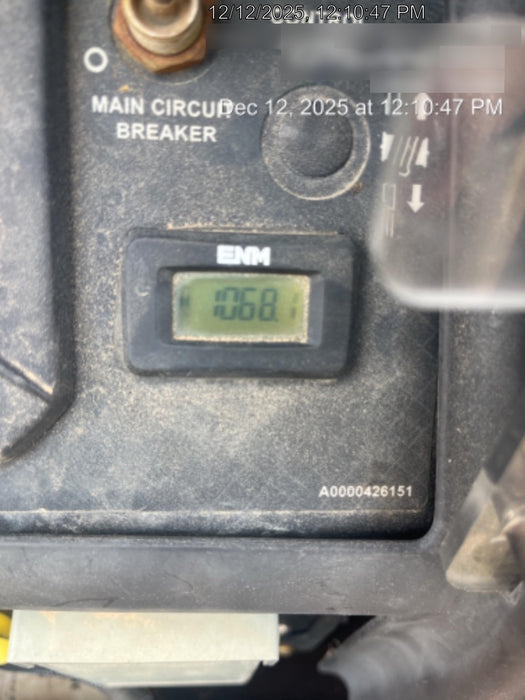 12/12/2025, 12:10:47 PM
CONTROL
Dec 12, 2025 at 12:10:47 PM
O
MAIN CIRCUIT
BREAKER
ENM
1068.
A0000426151